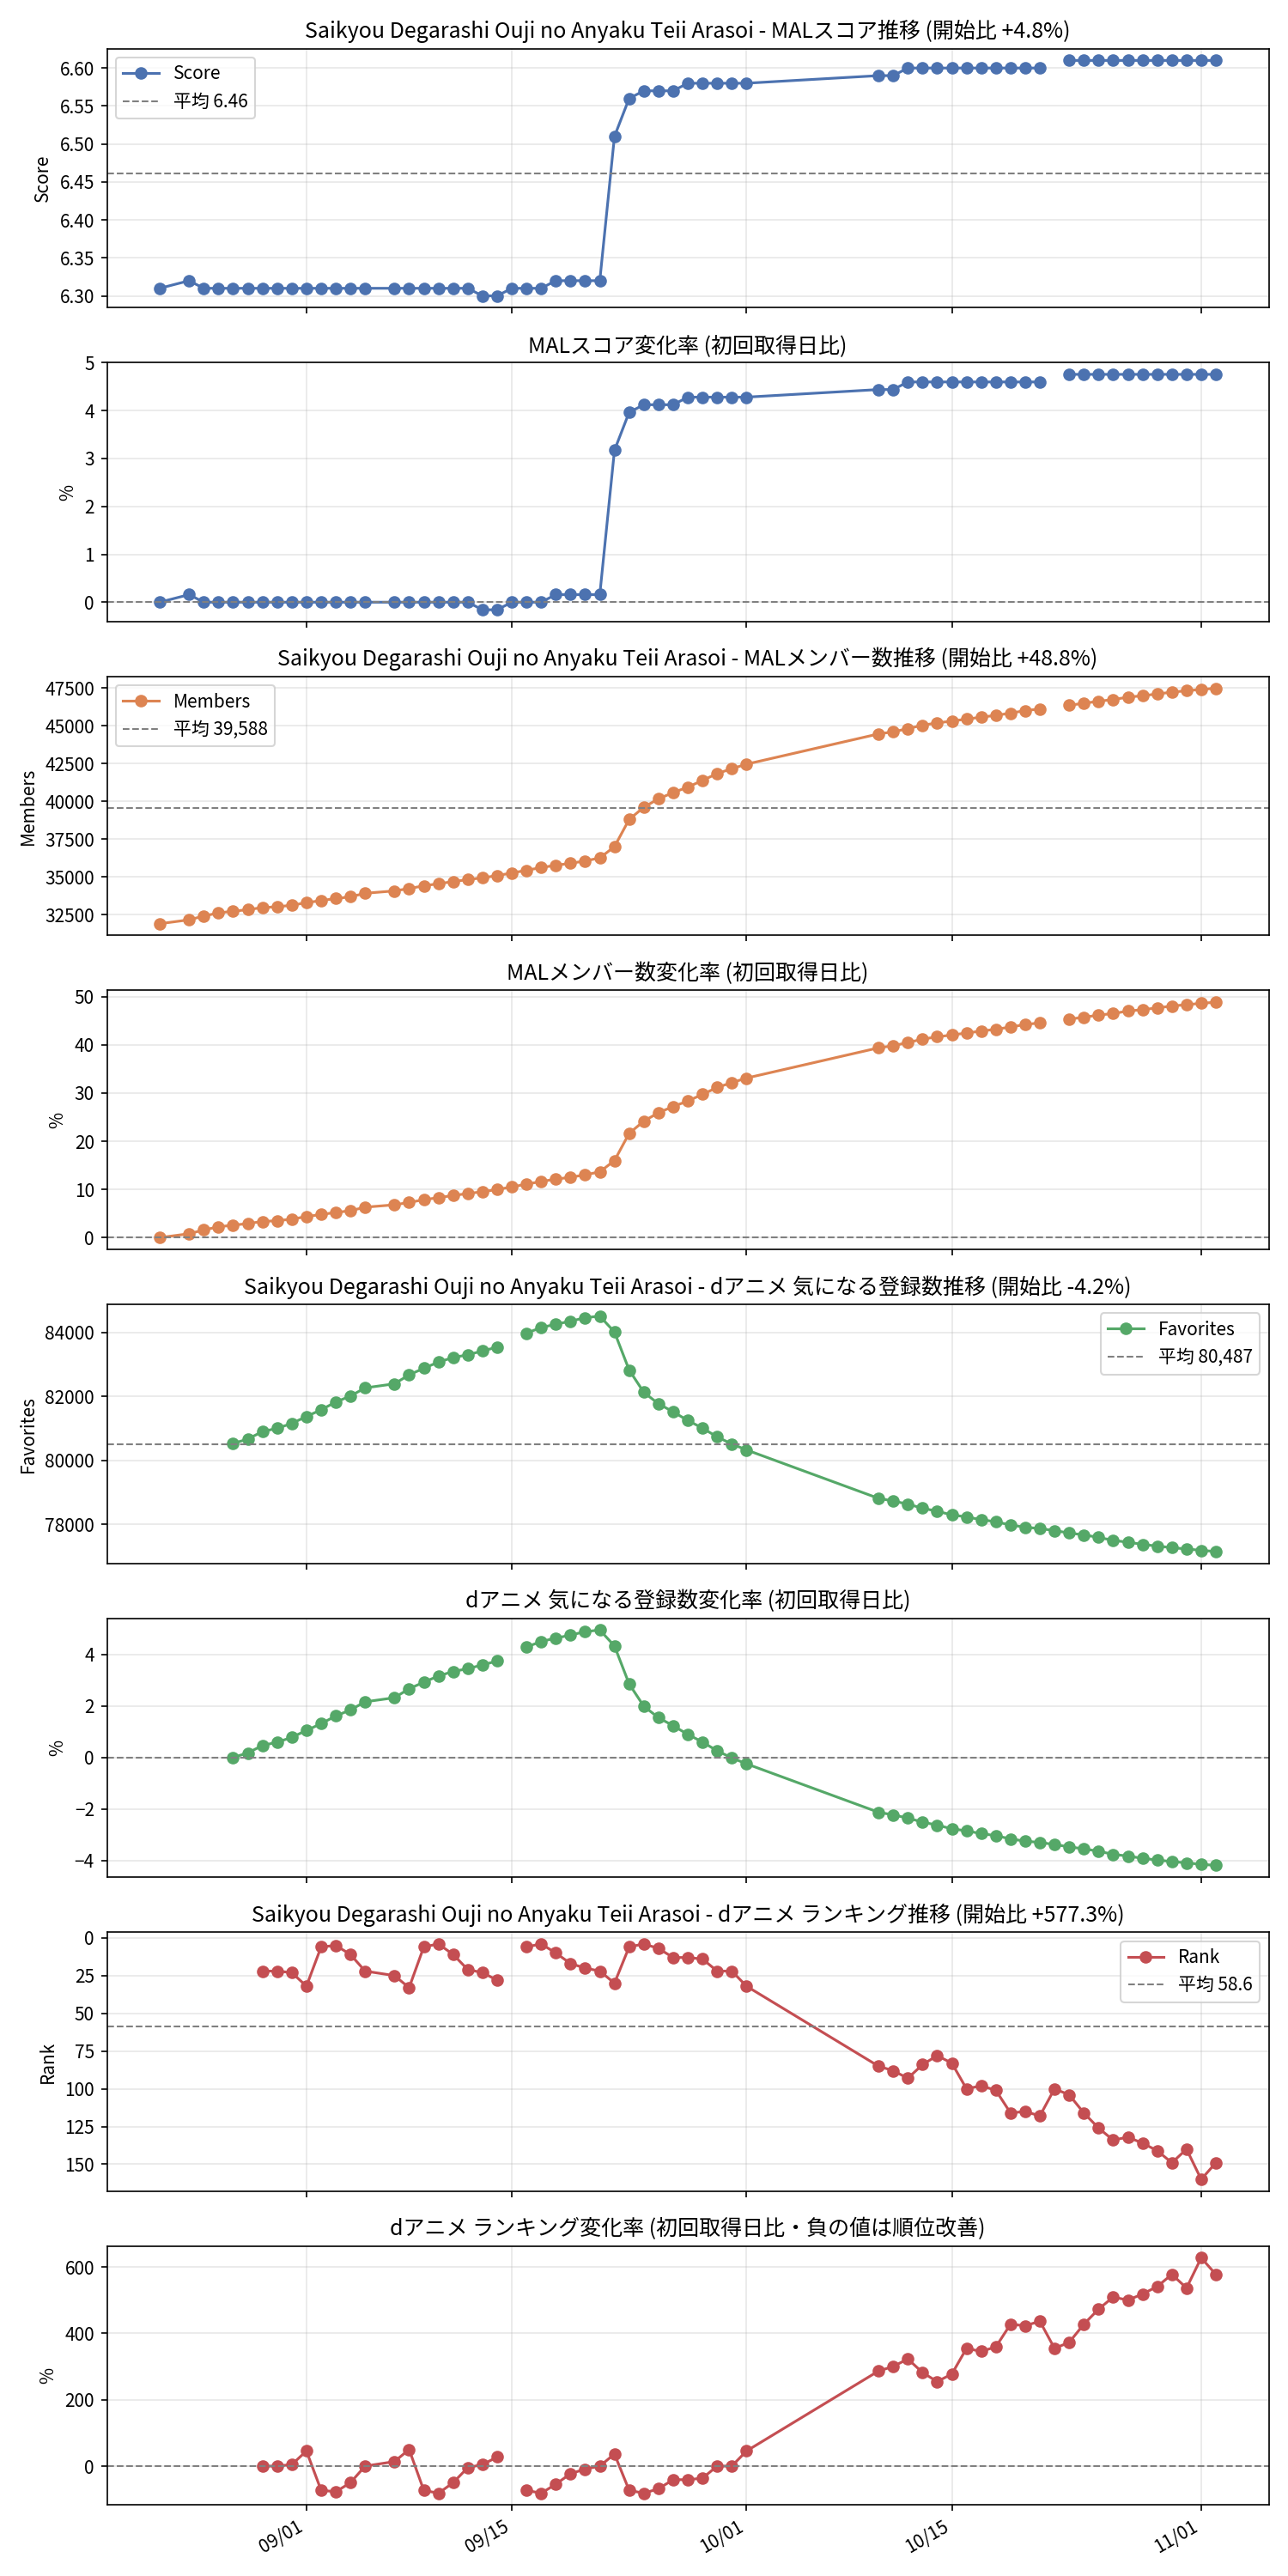 Saikyou Degarashi Ouji no Anyaku Teii Arasoi - MALスコア推移 (開始比 +4.8%)
Score
平均 6.46
Score
6.60
6.55
6.50
6.45
6.40
6.35
6.30
MALスコア変化率 (初回取得日比)
%
5
4
3
2
1
0
Saikyou Degarashi Ouji no Anyaku Teii Arasoi - MALメンバー数推移 (開始比 +48.8%)
Members
平均 39,588
Members
47500
45000
42500
40000
37500
35000
32500
MALメンバー数変化率 (初回取得日比)
%
50
40
30
20
10
0
Saikyou Degarashi Ouji no Anyaku Teii Arasoi - dアニメ 気になる登録数推移 (開始比 -4.2%)
Favorites
平均 80,487
Favorites
84000
82000
80000
78000
dアニメ 気になる登録数変化率 (初回取得日比)
%
4
2
0
−2
−4
Saikyou Degarashi Ouji no Anyaku Teii Arasoi - dアニメ ランキング推移 (開始比 +577.3%)
Rank
平均 58.6
Rank
0
25
50
75
100
125
150
dアニメ ランキング変化率 (初回取得日比・負の値は順位改善)
%
600
400
200
0
09/01
09/15
10/01
10/15
11/01